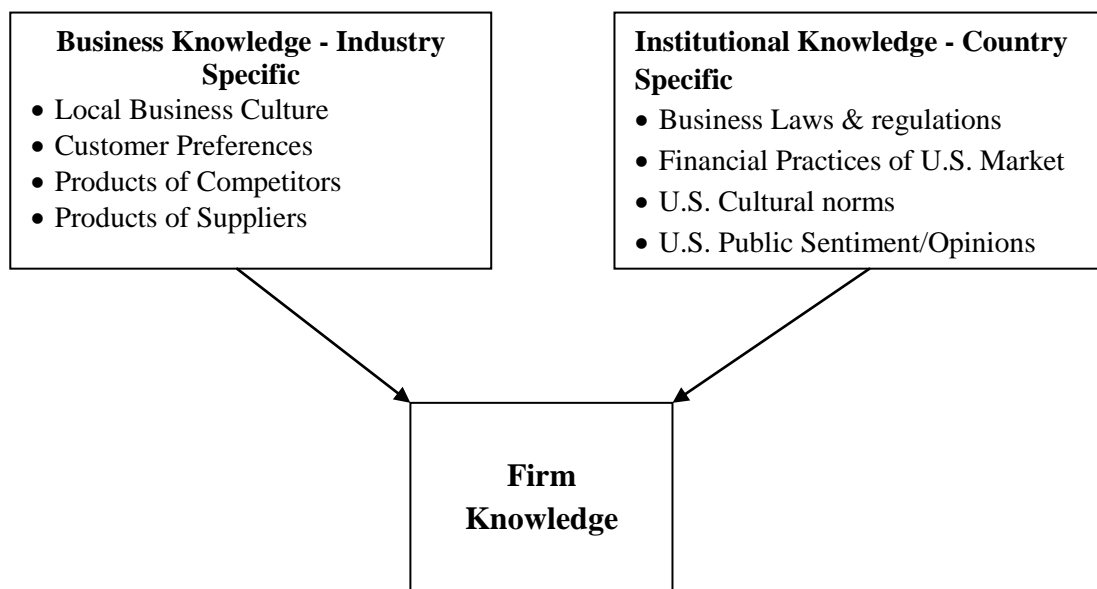 Business Knowledge - Industry
Specific
• Local Business Culture
• Customer Preferences
• Products of Competitors
• Products of Suppliers
Institutional Knowledge - Country
Specific
• Business Laws & regulations
• Financial Practices of U.S. Market
• U.S. Cultural norms
• U.S. Public Sentiment/Opinions
Firm
Knowledge